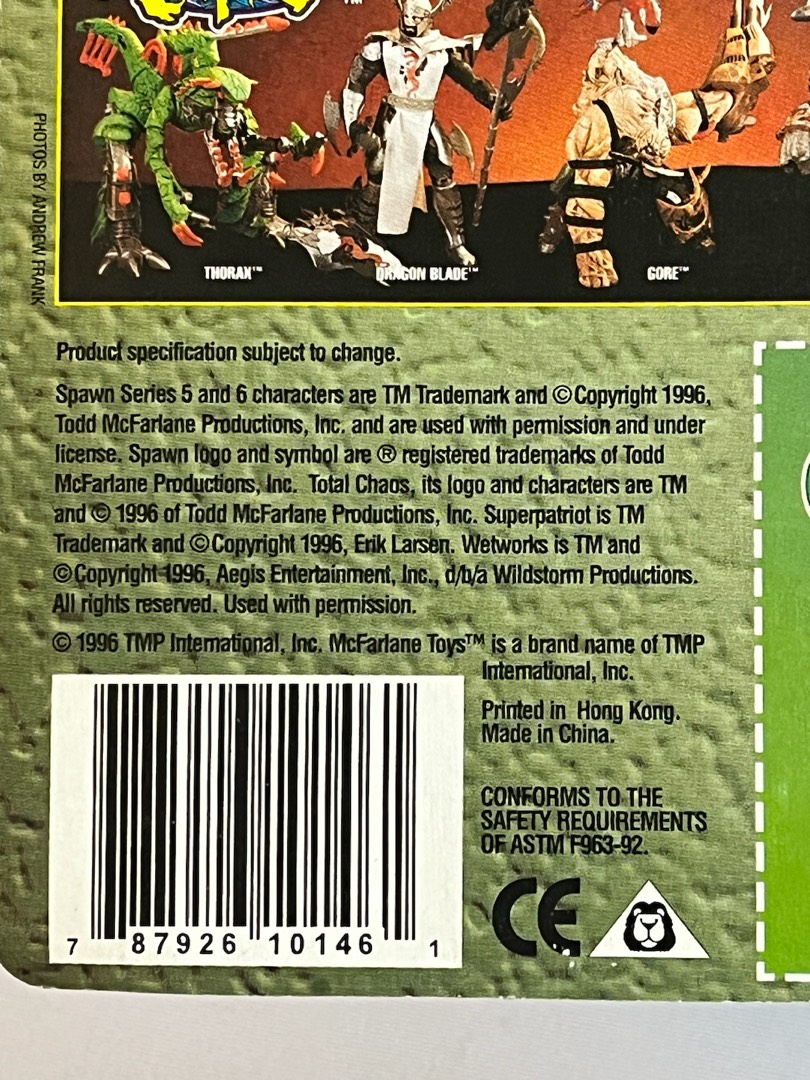 TM
PHOTOS BY ANDREW FRANK
THORAX™
DRAGON BLADE™
GORE™
Product specification subject to change.
Spawn Series 5 and 6 characters are TM Trademark and ©Copyright 1996,
Todd McFarlane Productions, Inc. and are used with permission and under
license. Spawn logo and symbol are ® registered trademarks of Todd
McFarlane Productions, Inc. Total Chaos, its logo and characters are TM
and © 1996 of Todd McFarlane Productions, Inc. Superpatriot is TM
Trademark and ©Copyright 1996, Erik Larsen. Wetworks is TM and
©Copyright 1996, Aegis Entertainment, Inc., d/b/a Wildstorm Productions.
All rights reserved. Used with permission.
© 1996 TMP International, Inc. McFarlane Toys™ is a brand name of TMP
International, Inc.
Printed in Hong Kong.
Made in China.
CONFORMS TO THE
SAFETY REQUIREMENTS
OF ASTM F963-92.
CE
7 87926 10146 1